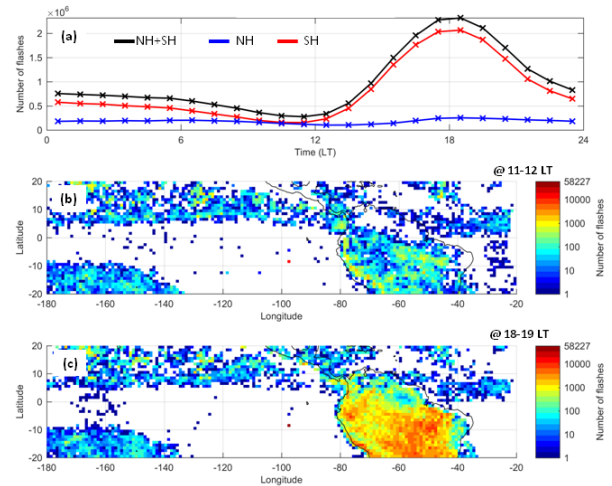 ×10⁶
(a)
NH+SH NH SH
Number of flashes
2
1.5
1
0.5
0
0 6 12 18 24
Time (LT)
@ 11-12 LT
(b)
Latitude
20
10
0
-10
-20
-180 -160 -140 -120 -100 -80 -60 -40 -20
Longitude
58227
10000
1000
100
10
1
Number of flashes
@ 18-19 LT
(c)
Latitude
20
10
0
-10
-20
-180 -160 -140 -120 -100 -80 -60 -40 -20
Longitude
58227
10000
1000
100
10
1
Number of flashes